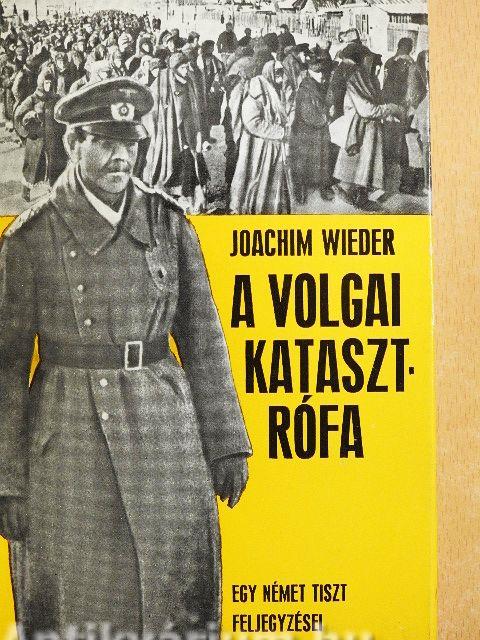 JOACHIM WIEDER
A VOLGAI
KATASZT-
RÓFA
EGY NÉMET TISZT
FELJEGYZÉSEI